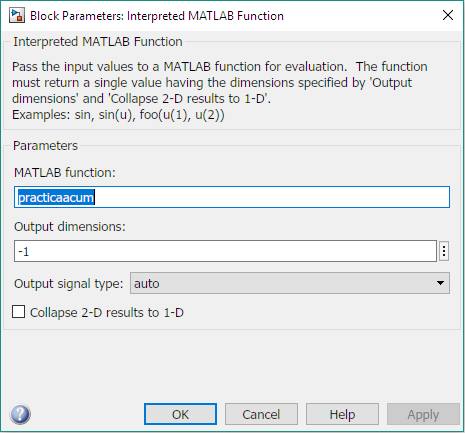 Block Parameters: Interpreted MATLAB Function
Interpreted MATLAB Function
Pass the input values to a MATLAB function for evaluation. The function
must return a single value having the dimensions specified by 'Output
dimensions' and 'Collapse 2-D results to 1-D'.
Examples: sin, sin(u), foo(u(1), u(2))
Parameters
MATLAB function:
practicaacum
Output dimensions:
-1
Output signal type: auto
Collapse 2-D results to 1-D
? OK Cancel Help Apply